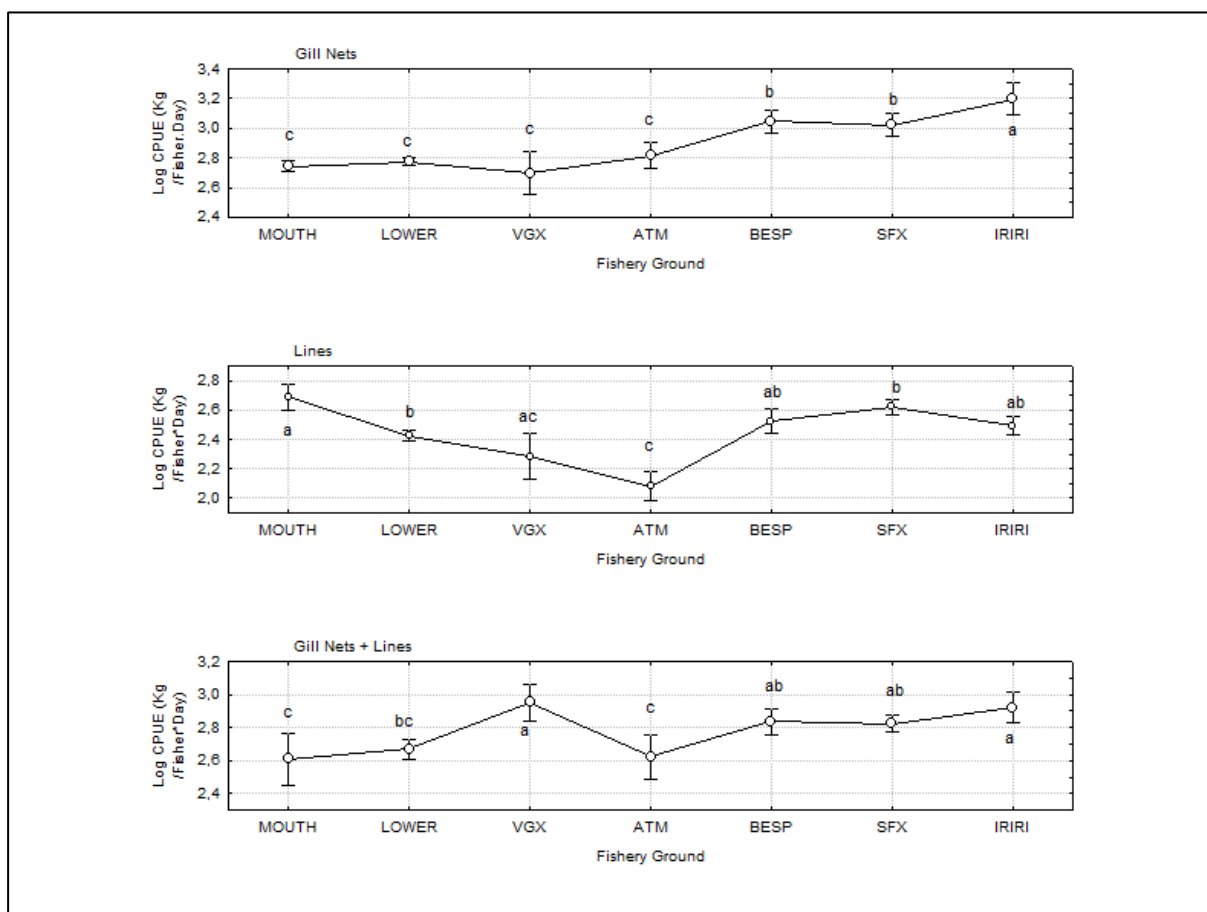 Gill Nets
Log CPUE (Kg
/Fisher.Day)
3,4
3,2
3,0
2,8
2,6
2,4
c
c
c
c
b
b
a
MOUTH LOWER VGX ATM BESP SFX IRIRI
Fishery Ground
Lines
Log CPUE (Kg
/Fisher*Day)
2,8
2,6
2,4
2,2
2,0
a
b
ac
c
ab
b
ab
MOUTH LOWER VGX ATM BESP SFX IRIRI
Fishery Ground
Gill Nets + Lines
Log CPUE (Kg
/Fisher*Day)
3,2
3,0
2,8
2,6
2,4
c
bc
a
c
ab
ab
a
MOUTH LOWER VGX ATM BESP SFX IRIRI
Fishery Ground